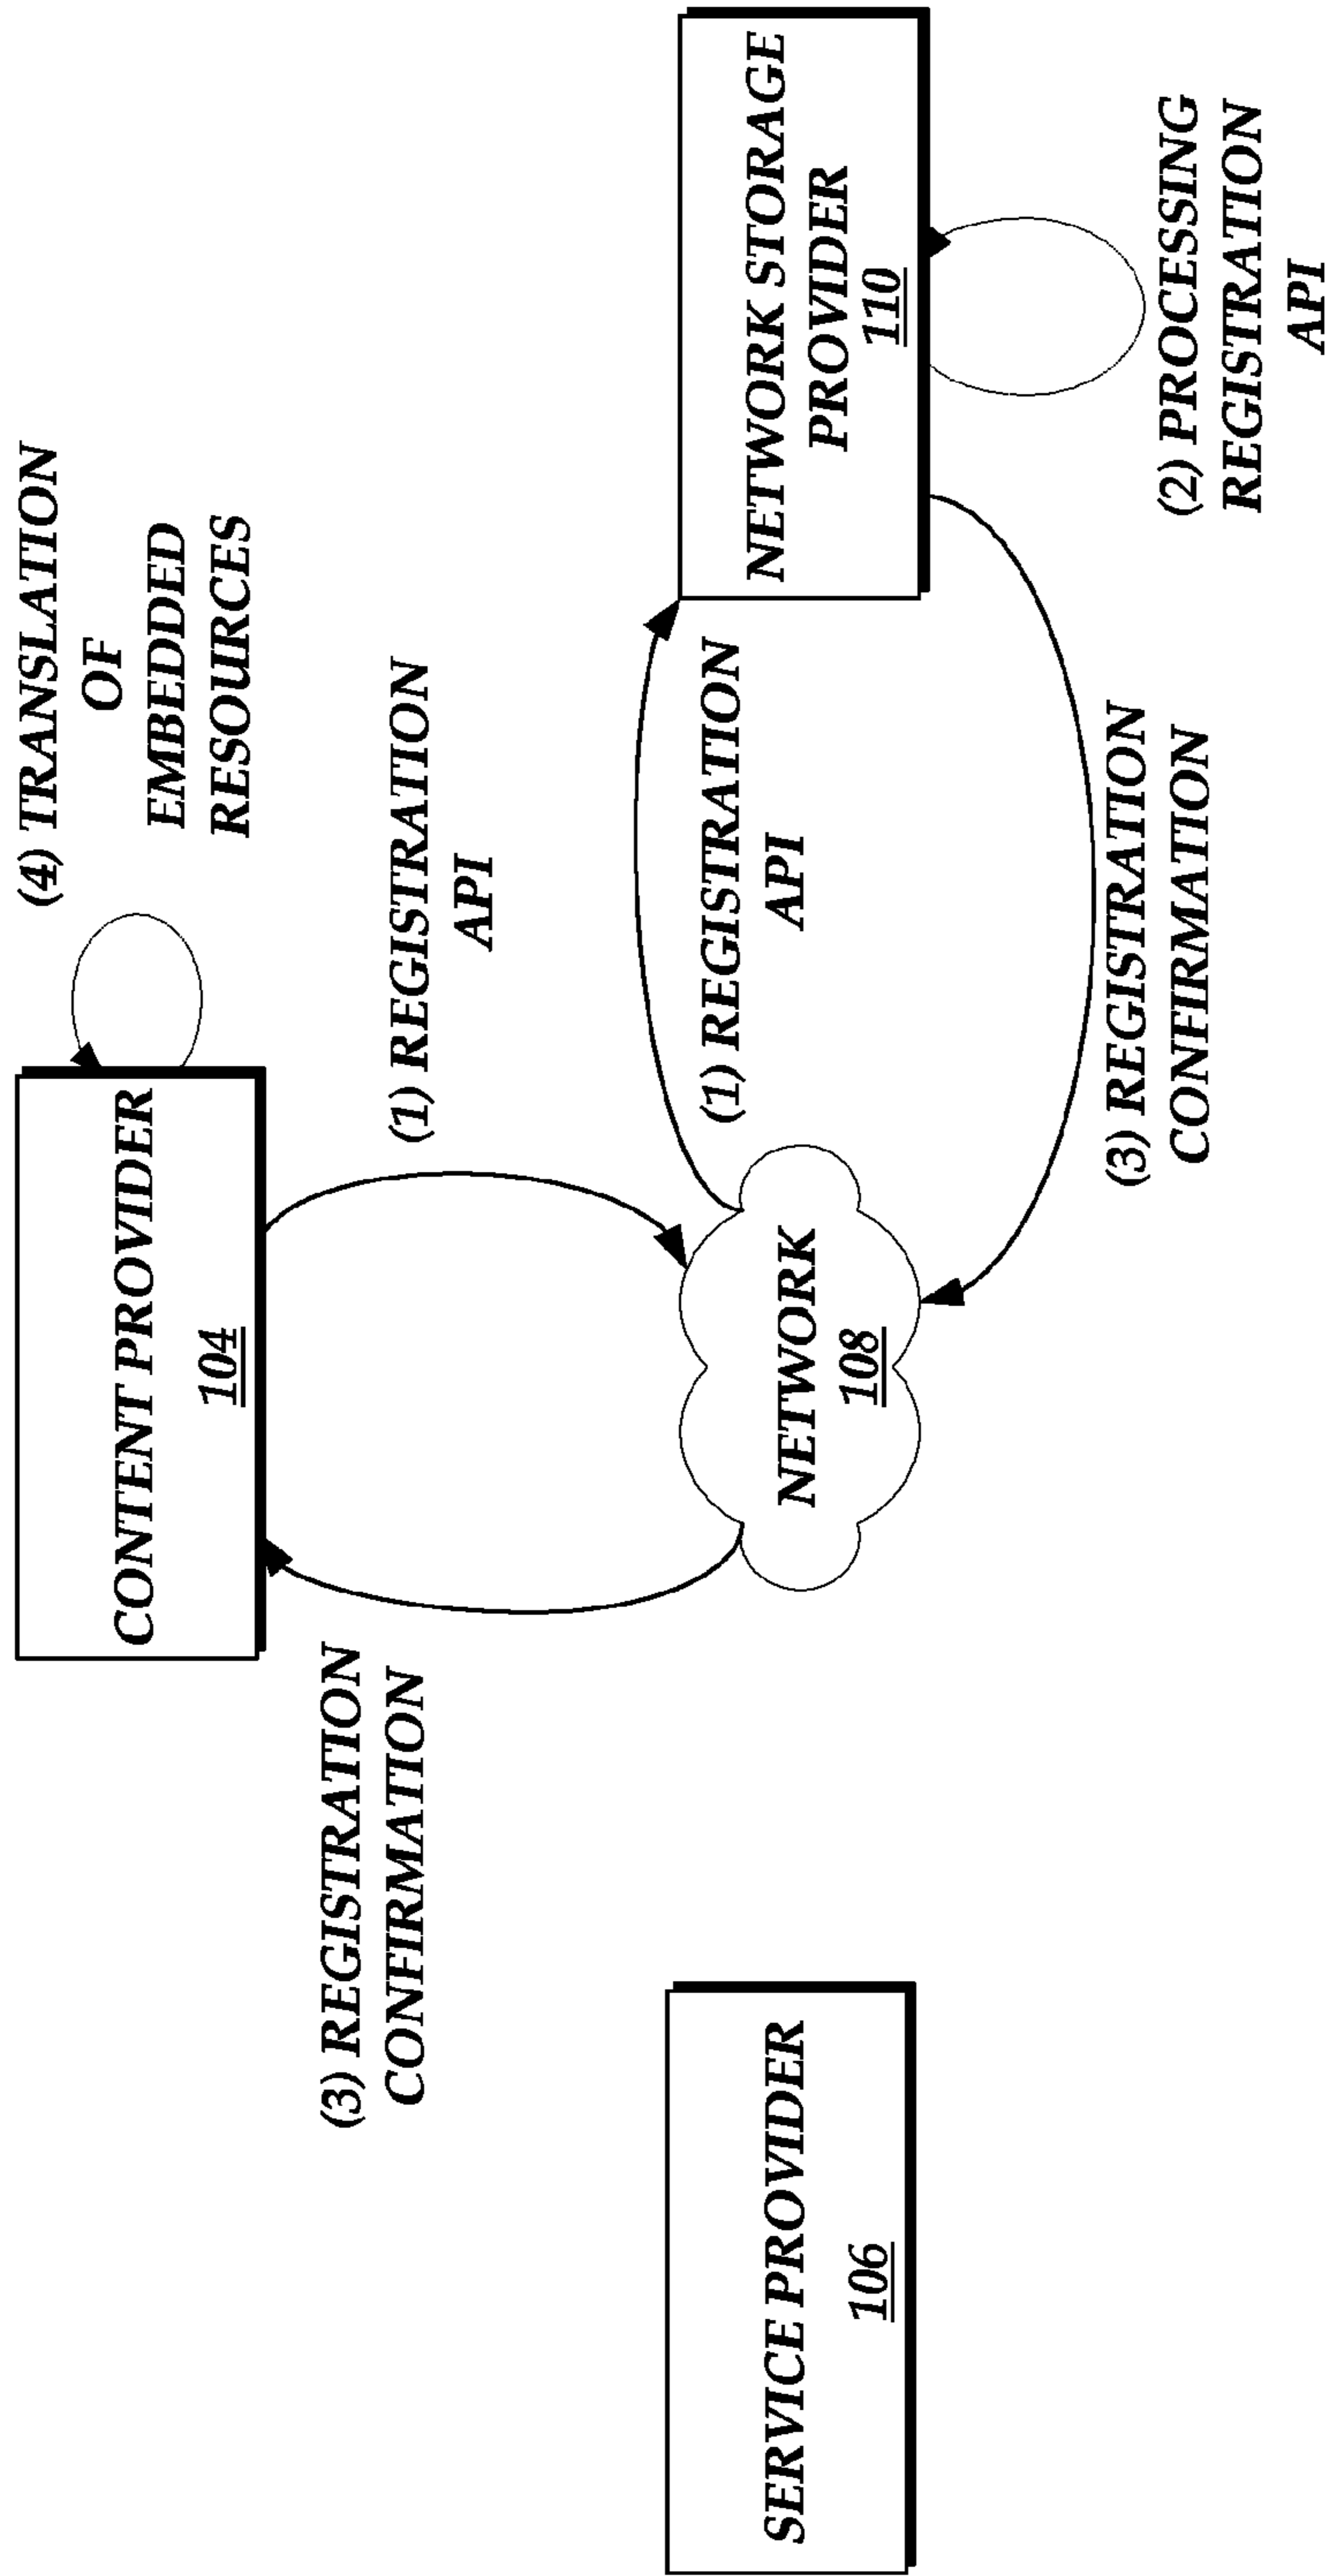 (4) TRANSLATION
OF
EMBEDDED
RESOURCES
CONTENT PROVIDER
104
(3) REGISTRATION
CONFIRMATION
(1) REGISTRATION
API
SERVICE PROVIDER
106
NETWORK
108
(1) REGISTRATION
API
NETWORK STORAGE
PROVIDER
110
(3) REGISTRATION
CONFIRMATION
(2) PROCESSING
REGISTRATION
API